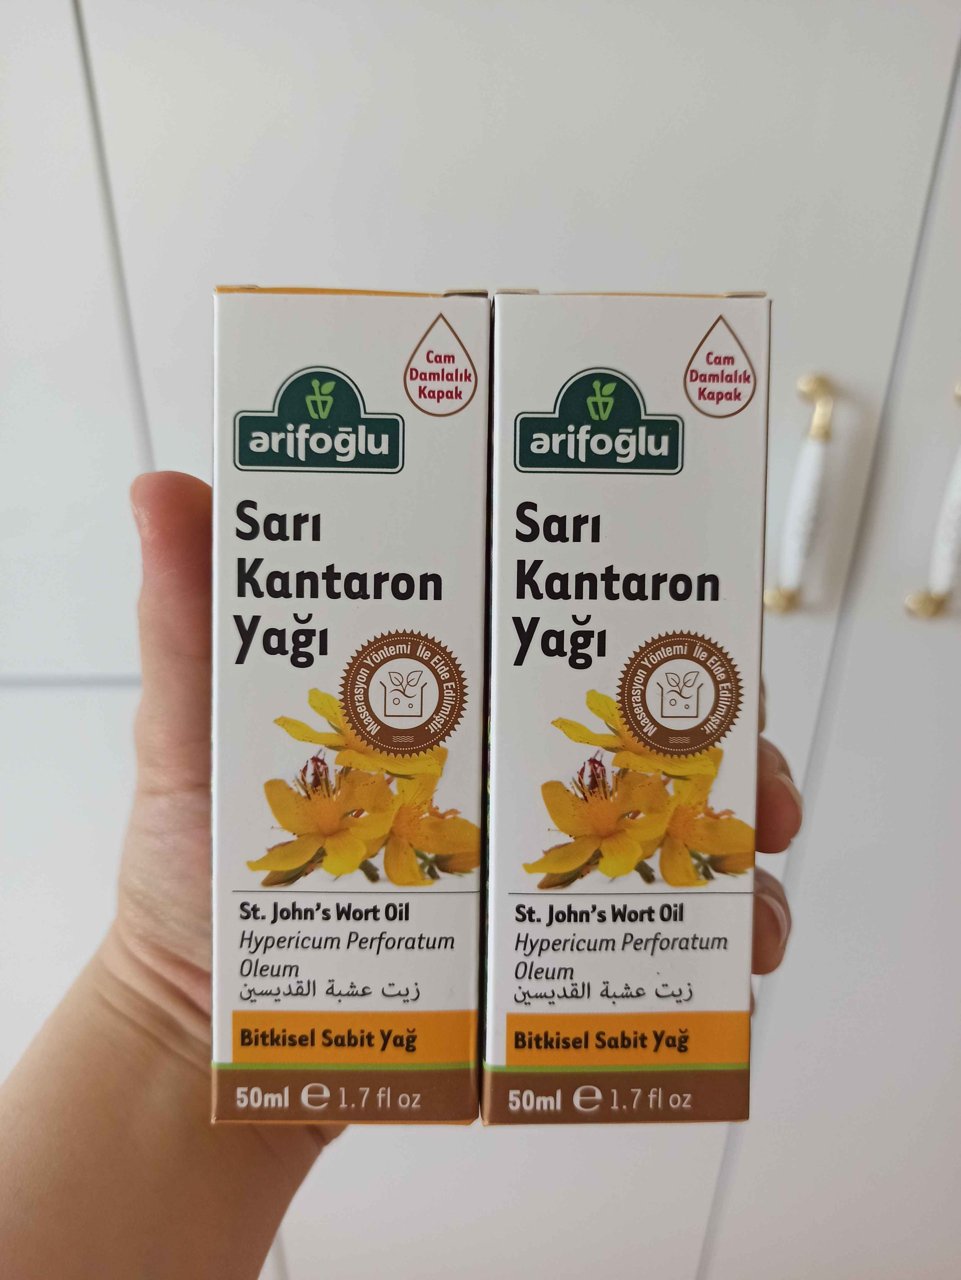 Cam
Damlalık
Kapak
arifoğlu
Sarı
Kantaron
Yağı
Maserasyon Yöntemi İle Elde Edilmiştir.
St. John's Wort Oil
Hypericum Perforatum
Oleum
زيت عشبة القديسين
Bitkisel Sabit Yağ
50ml e 1.7 fl oz
Cam
Damlalık
Kapak
arifoğlu
Sarı
Kantaron
Yağı
Maserasyon Yöntemi İle Elde Edilmiştir.
St. John's Wort Oil
Hypericum Perforatum
Oleum
زيت عشبة القديسين
Bitkisel Sabit Yağ
50ml e 1.7 fl oz